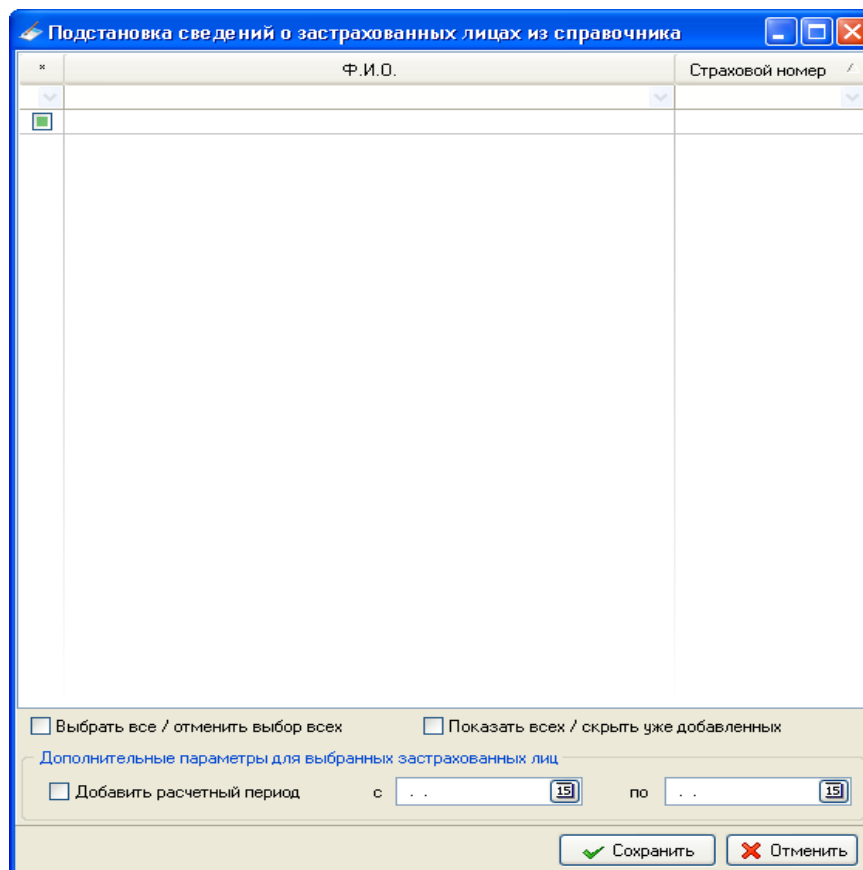 Подстановка сведений о застрахованных лицах из справочника
* Ф.И.О. Страховой номер
Выбрать все / отменить выбор всех Показать всех / скрыть уже добавленных
Дополнительные параметры для выбранных застрахованных лиц
Добавить расчетный период с . . 15 по . . 15
Сохранить Отменить